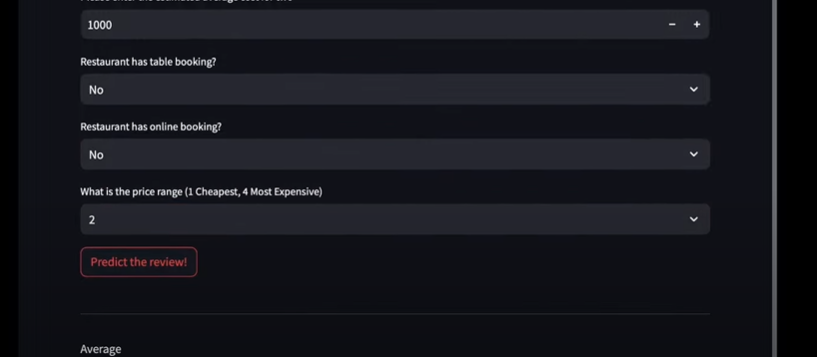 1000
Restaurant has table booking?
No
Restaurant has online booking?
No
What is the price range (1 Cheapest, 4 Most Expensive)
2
Predict the review!
Average